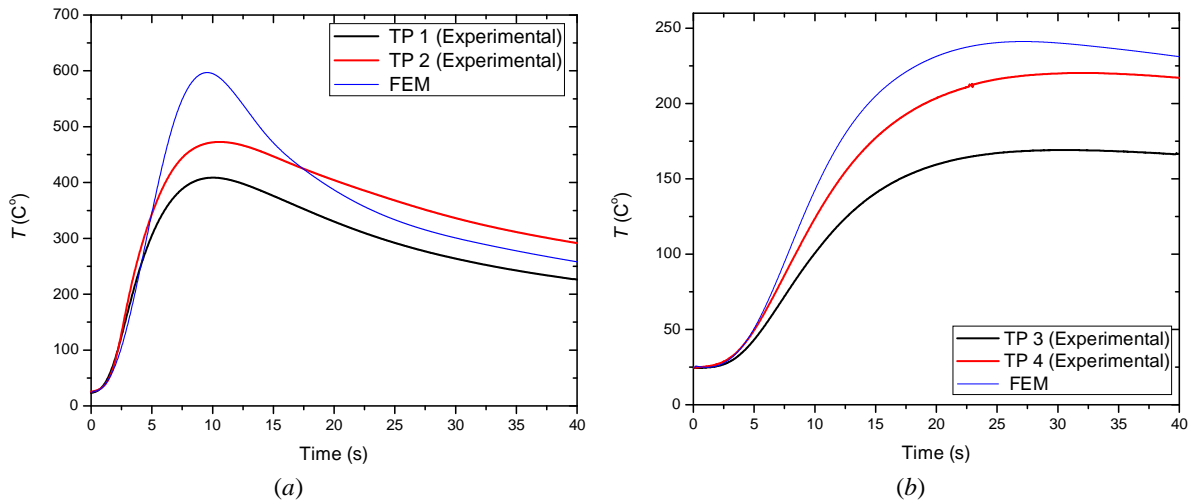 700
600
500
400
300
200
100
0
T (C°)
TP 1 (Experimental)
TP 2 (Experimental)
FEM
0 5 10 15 20 25 30 35 40
Time (s)
(a)
250
200
150
100
50
0
T (C°)
TP 3 (Experimental)
TP 4 (Experimental)
FEM
0 5 10 15 20 25 30 35 40
Time (s)
(b)